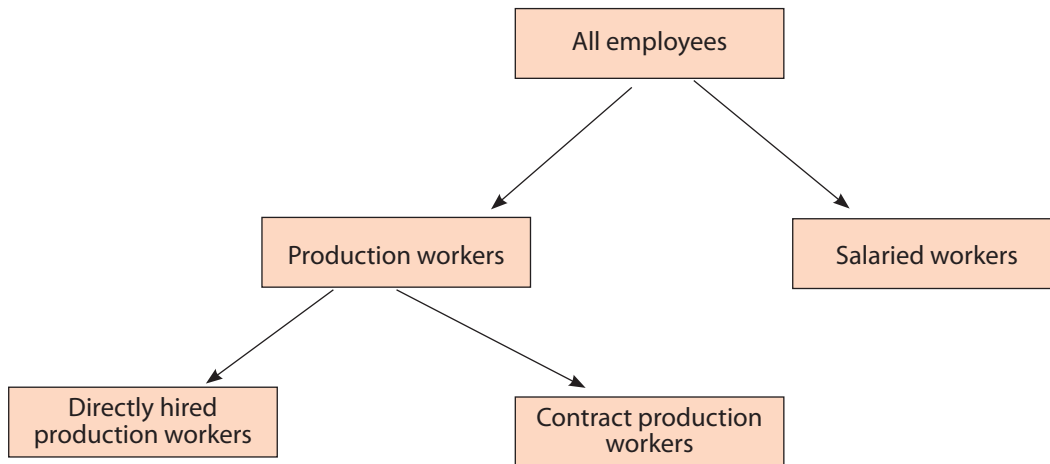 All employees
Production workers
Salaried workers
Directly hired
production workers
Contract production
workers